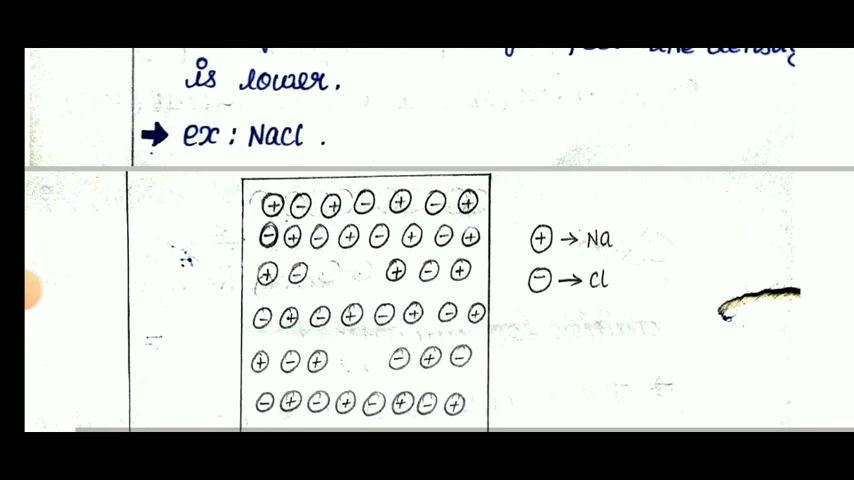 is lower.
➡ ex : NaCl .
⊕ ⊖ ⊕ ⊖ ⊕ ⊖ ⊕
⊖ ⊕ ⊖ ⊕ ⊖ ⊕ ⊖ ⊕
⊕ → Na
⊕ ⊖ ⊕ ⊖ ⊕
⊖ → Cl
⊖ ⊕ ⊖ ⊕ ⊖ ⊕ ⊖ ⊕
⊕ ⊖ ⊕ ⊖ ⊕ ⊖
⊖ ⊕ ⊖ ⊕ ⊖ ⊕ ⊖ ⊕